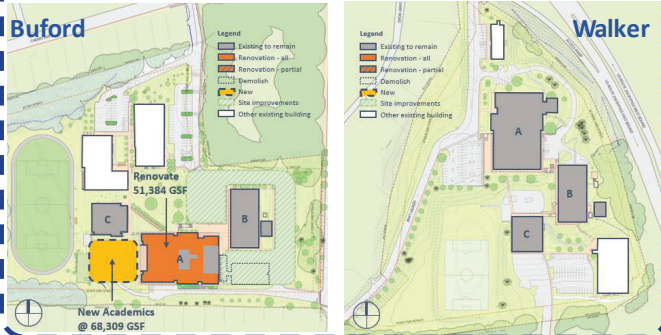 Buford
Legend
Existing to remain
Renovation - all
Renovation - partial
Demolish
New
Site improvements
Other existing building
Renovate
51,384 GSF
C
B
A
New Academics
@ 68,309 GSF
Walker
Legend
Existing to remain
Renovation - all
Renovation - partial
Demolish
New
Site improvements
Other existing building
A
B
C